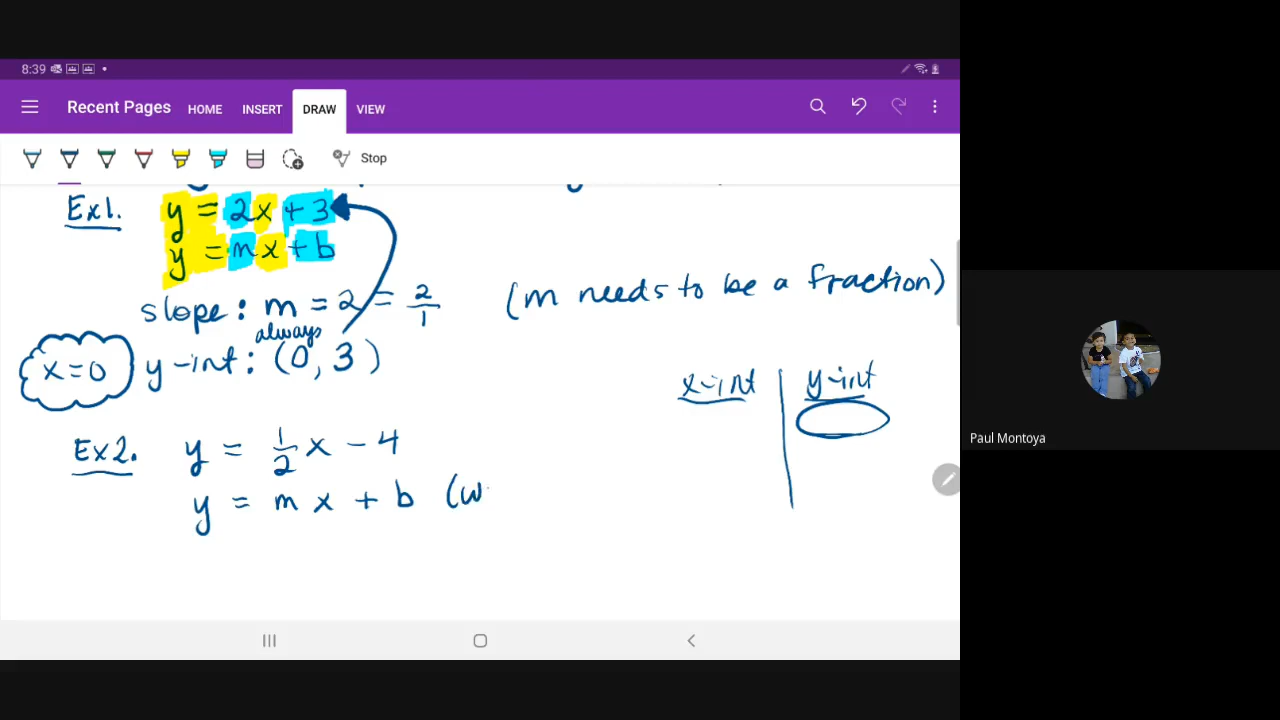 8:39
Recent Pages HOME INSERT DRAW VIEW
Stop
Ex1. y = 2x + 3
y = mx + b
slope: m = 2 = 2/1 (m needs to be a fraction)
always
x=0 y-int: (0, 3)
x-int y-int
Ex2. y = 1/2 x - 4
y = mx + b (w
Paul Montoya